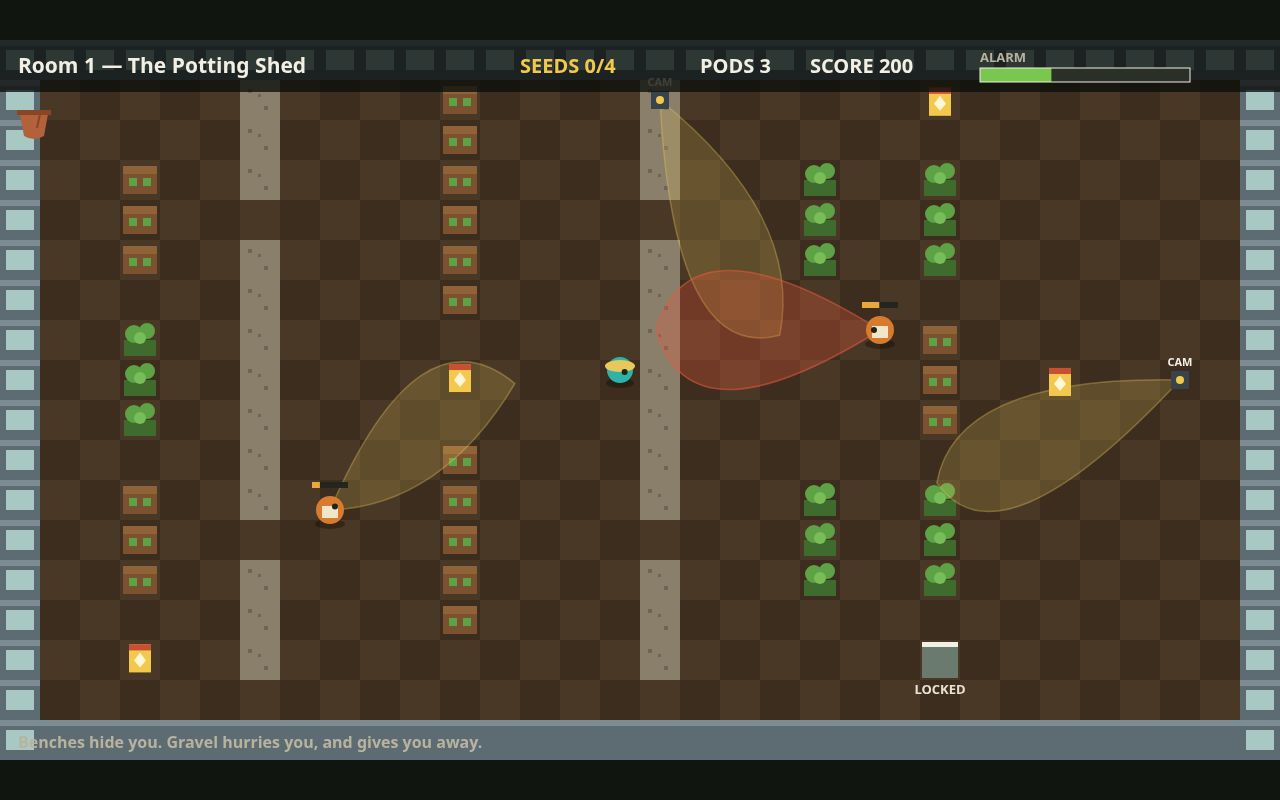 Room 1 — The Potting Shed
SEEDS 0/4
PODS 3
SCORE 200
ALARM
CAM
CAM
LOCKED
Benches hide you. Gravel hurries you, and gives you away.